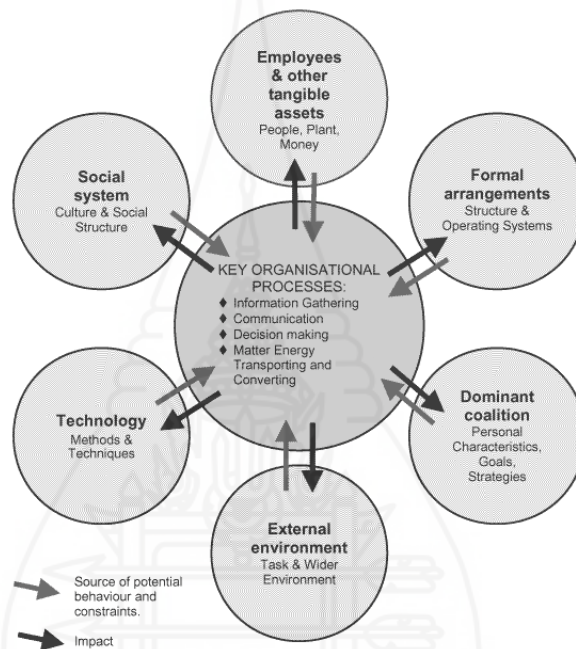 Employees
& other
tangible
assets
People, Plant,
Money
Social
system
Culture & Social
Structure
Formal
arrangements
Structure &
Operating Systems
KEY ORGANISATIONAL
PROCESSES:
♦ Information Gathering
♦ Communication
♦ Decision making
♦ Matter Energy
Transporting and
Converting
Technology
Methods &
Techniques
Dominant
coalition
Personal
Characteristics,
Goals,
Strategies
External
environment
Task & Wider
Environment
Source of potential
behaviour and
constraints.
Impact